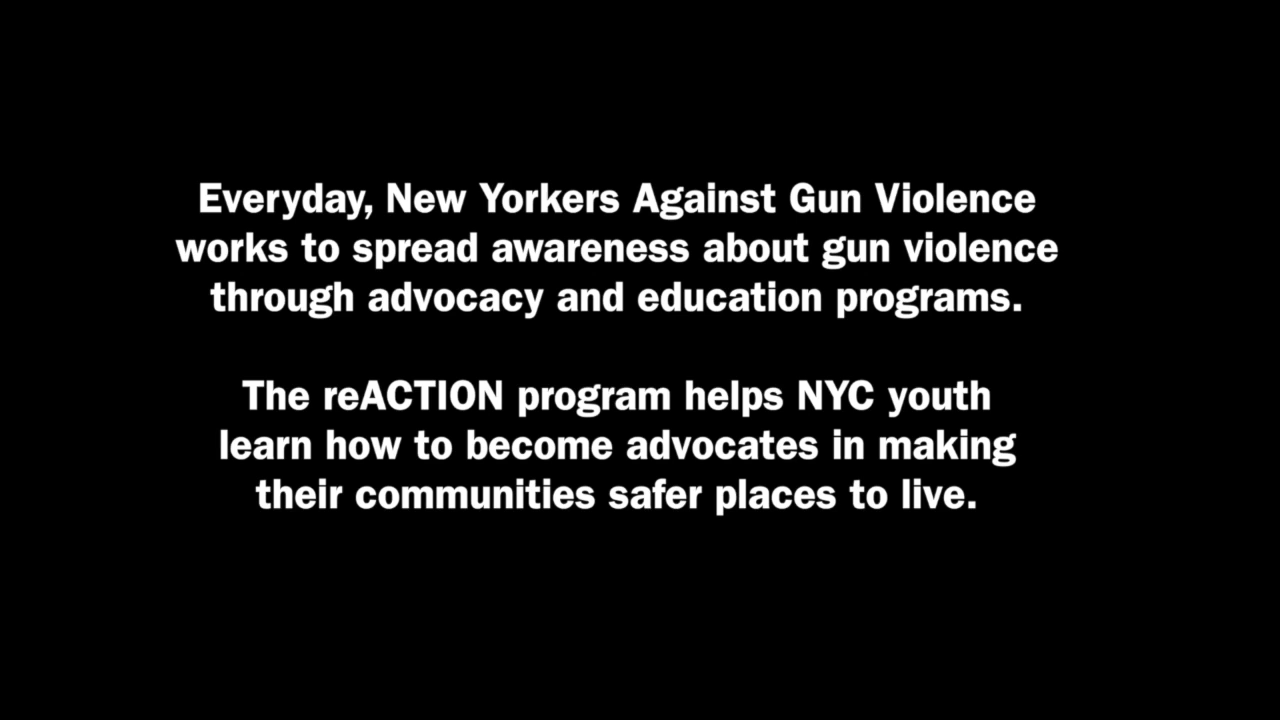 Everyday, New Yorkers Against Gun Violence
works to spread awareness about gun violence
through advocacy and education programs.
The reACTION program helps NYC youth
learn how to become advocates in making
their communities safer places to live.